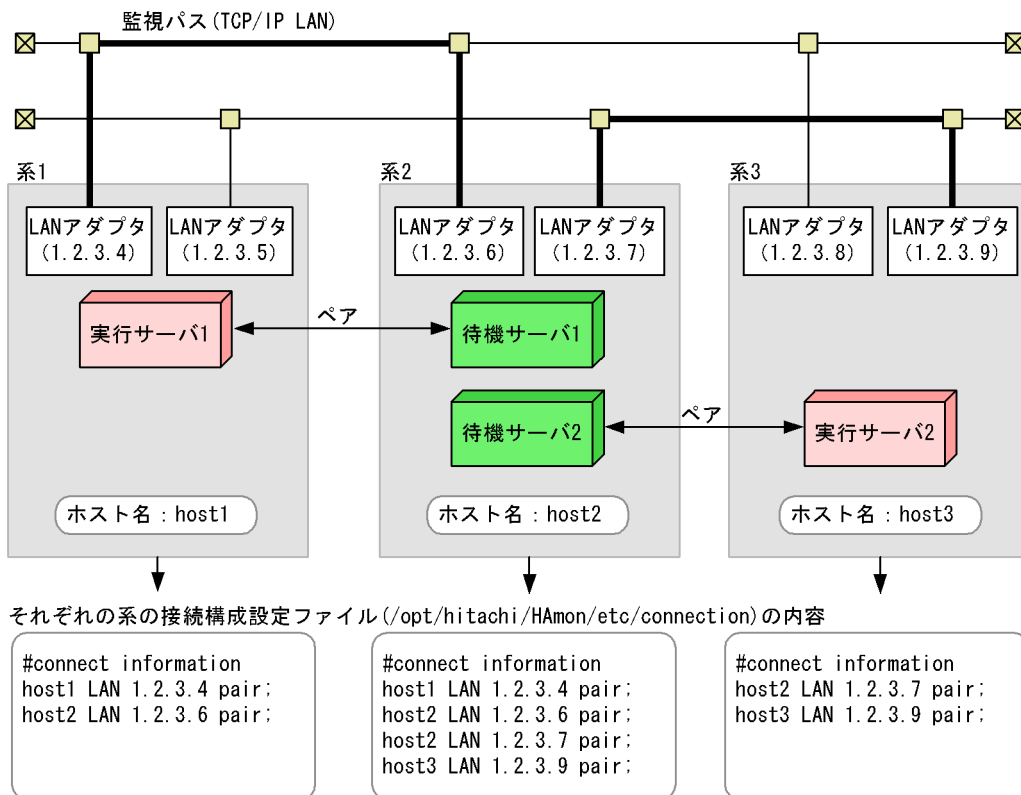 監視パス(TCP/IP LAN)
系1
系2
系3
LANアダプタ
(1.2.3.4)
LANアダプタ
(1.2.3.5)
LANアダプタ
(1.2.3.6)
LANアダプタ
(1.2.3.7)
LANアダプタ
(1.2.3.8)
LANアダプタ
(1.2.3.9)
実行サーバ1
ペア
待機サーバ1
待機サーバ2
ペア
実行サーバ2
ホスト名：host1
ホスト名：host2
ホスト名：host3
それぞれの系の接続構成設定ファイル(/opt/hitachi/HAmon/etc/connection)の内容
#connect information
host1 LAN 1.2.3.4 pair;
host2 LAN 1.2.3.6 pair;
#connect information
host1 LAN 1.2.3.4 pair;
host2 LAN 1.2.3.6 pair;
host2 LAN 1.2.3.7 pair;
host3 LAN 1.2.3.9 pair;
#connect information
host2 LAN 1.2.3.7 pair;
host3 LAN 1.2.3.9 pair;